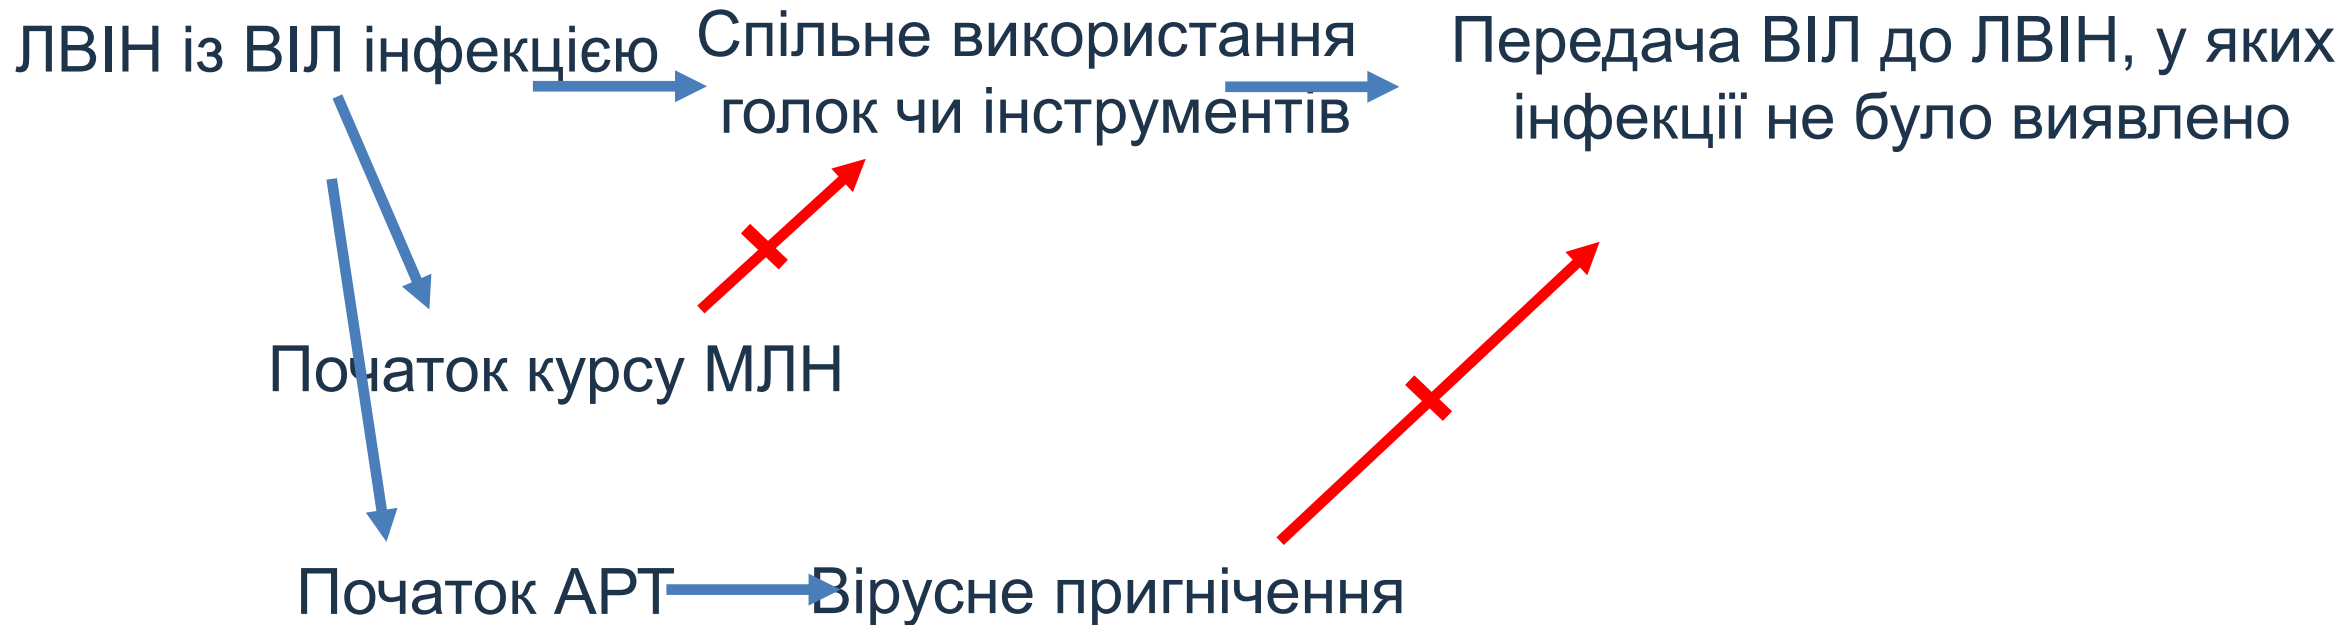 ЛВІН із ВІЛ інфекцією
Спільне використання
голок чи інструментів
Передача ВІЛ до ЛВІН, у яких
інфекції не було виявлено
Початок курсу МЛН
Початок АРТ
Вірусне пригнічення